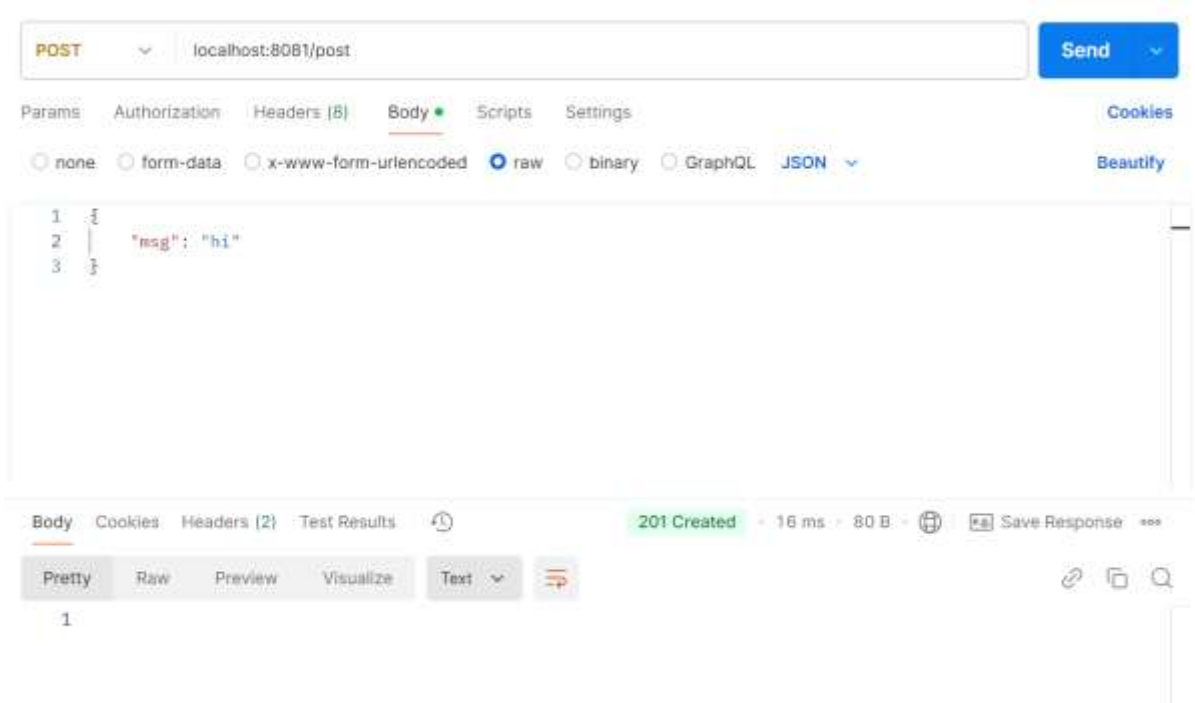 POST localhost:8081/post Send
Params Authorization Headers (8) Body Scripts Settings Cookies
none form-data x-www-form-urlencoded raw binary GraphQL JSON Beautify
1 {
2 "msg": "hi"
3 }
Body Cookies Headers (2) Test Results 201 Created 16 ms 80 B Save Response
Pretty Raw Preview Visualize Text
1